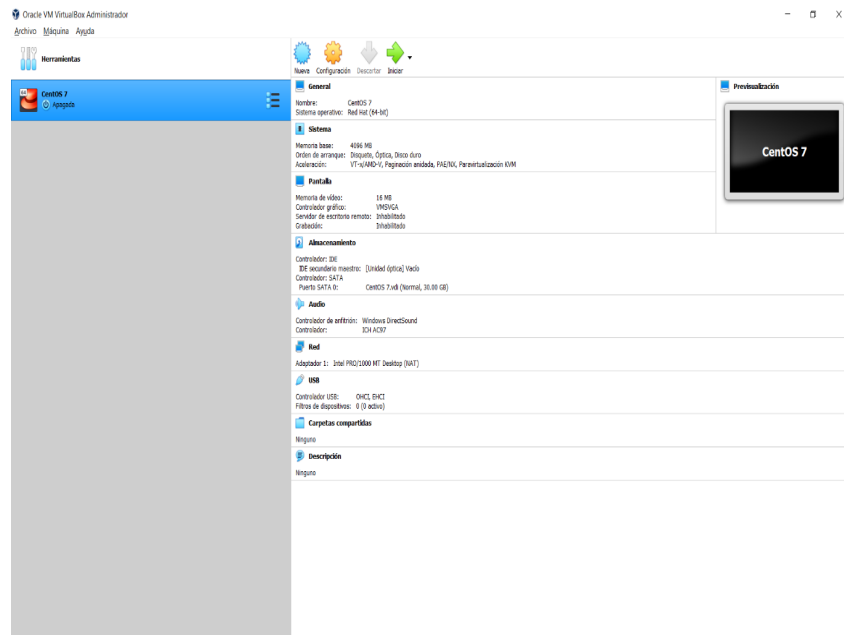 Oracle VM VirtualBox Administrador
Archivo Máquina Ayuda
Herramientas
Nueva Configuración Descartar Iniciar
64
CentOS 7
Apagada
General
Nombre: CentOS 7
Sistema operativo: Red Hat (64-bit)
Previsualización
CentOS 7
Sistema
Memoria base: 4096 MB
Orden de arranque: Disquete, Óptica, Disco duro
Aceleración: VT-x/AMD-V, Paginación anidada, PAE/NX, Paravirtualización KVM
Pantalla
Memoria de vídeo: 16 MB
Controlador gráfico: VMSVGA
Servidor de escritorio remoto: Inhabilitado
Grabación: Inhabilitado
Almacenamiento
Controlador: IDE
IDE secundario maestro: [Unidad óptica] Vacío
Controlador: SATA
Puerto SATA 0: CentOS 7.vdi (Normal, 30.00 GB)
Audio
Controlador de anfitrión: Windows DirectSound
Controlador: ICH AC97
Red
Adaptador 1: Intel PRO/1000 MT Desktop (NAT)
USB
Controlador USB: OHCI, EHCI
Filtros de dispositivos: 0 (0 activo)
Carpetas compartidas
Ninguno
Descripción
Ninguno